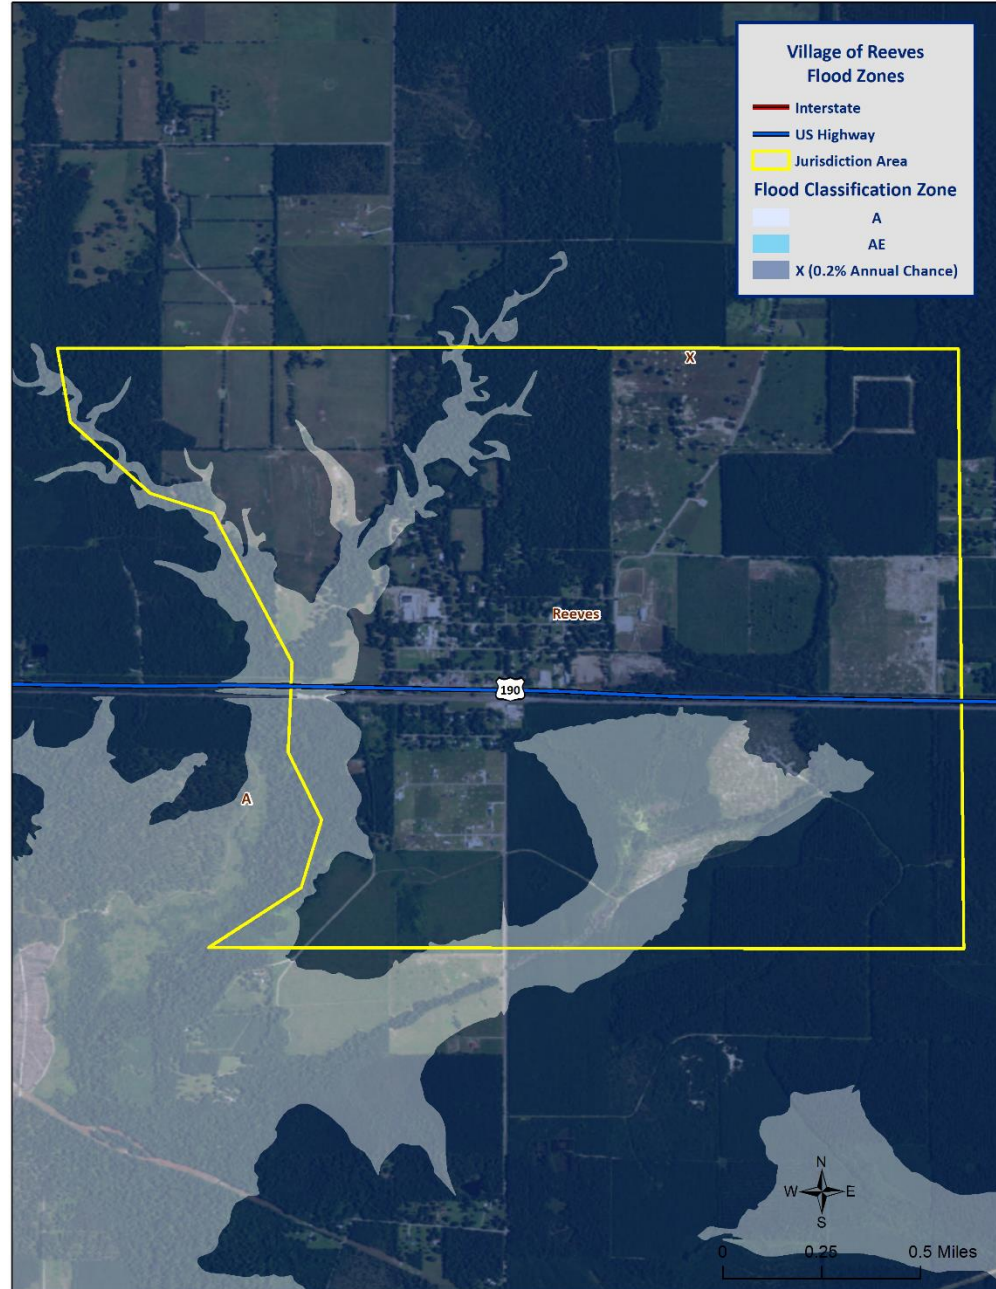 Village of Reeves
Flood Zones
Interstate
US Highway
Jurisdiction Area
Flood Classification Zone
A
AE
X (0.2% Annual Chance)
X
Reeves
190
A
N
W E
S
0 0.25 0.5 Miles